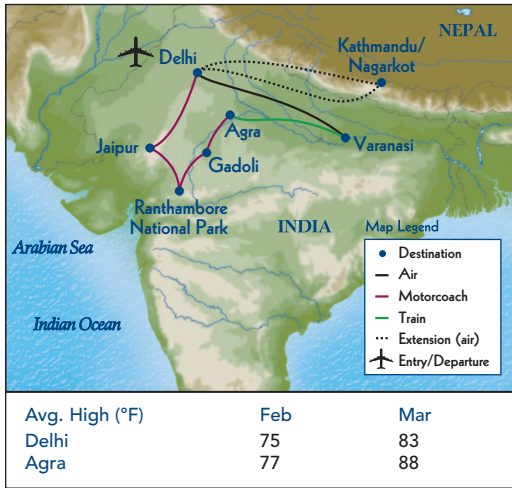 NEPAL
Kathmandu/
Nagarkot
Delhi
Agra
Varanasi
Jaipur
Gadoli
Ranthambore
National Park
INDIA
Arabian Sea
Indian Ocean
Map Legend
Destination
Air
Motorcoach
Train
Extension (air)
Entry/Departure
Avg. High (°F) Feb Mar
Delhi 75 83
Agra 77 88